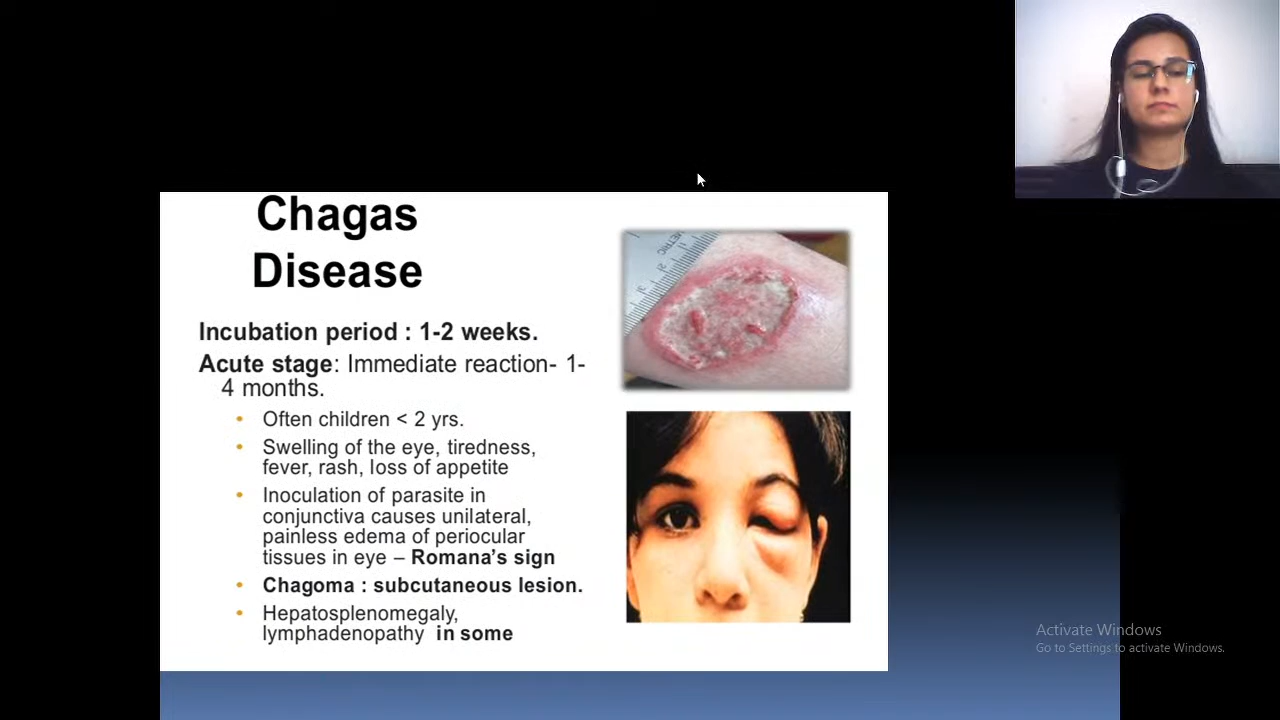 Chagas
Disease
Incubation period : 1-2 weeks.
Acute stage: Immediate reaction- 1-
4 months.
• Often children < 2 yrs.
• Swelling of the eye, tiredness,
fever, rash, loss of appetite
• Inoculation of parasite in
conjunctiva causes unilateral,
painless edema of periocular
tissues in eye – Romana's sign
• Chagoma : subcutaneous lesion.
• Hepatosplenomegaly,
lymphadenopathy in some
METRIC
Activate Windows
Go to Settings to activate Windows.